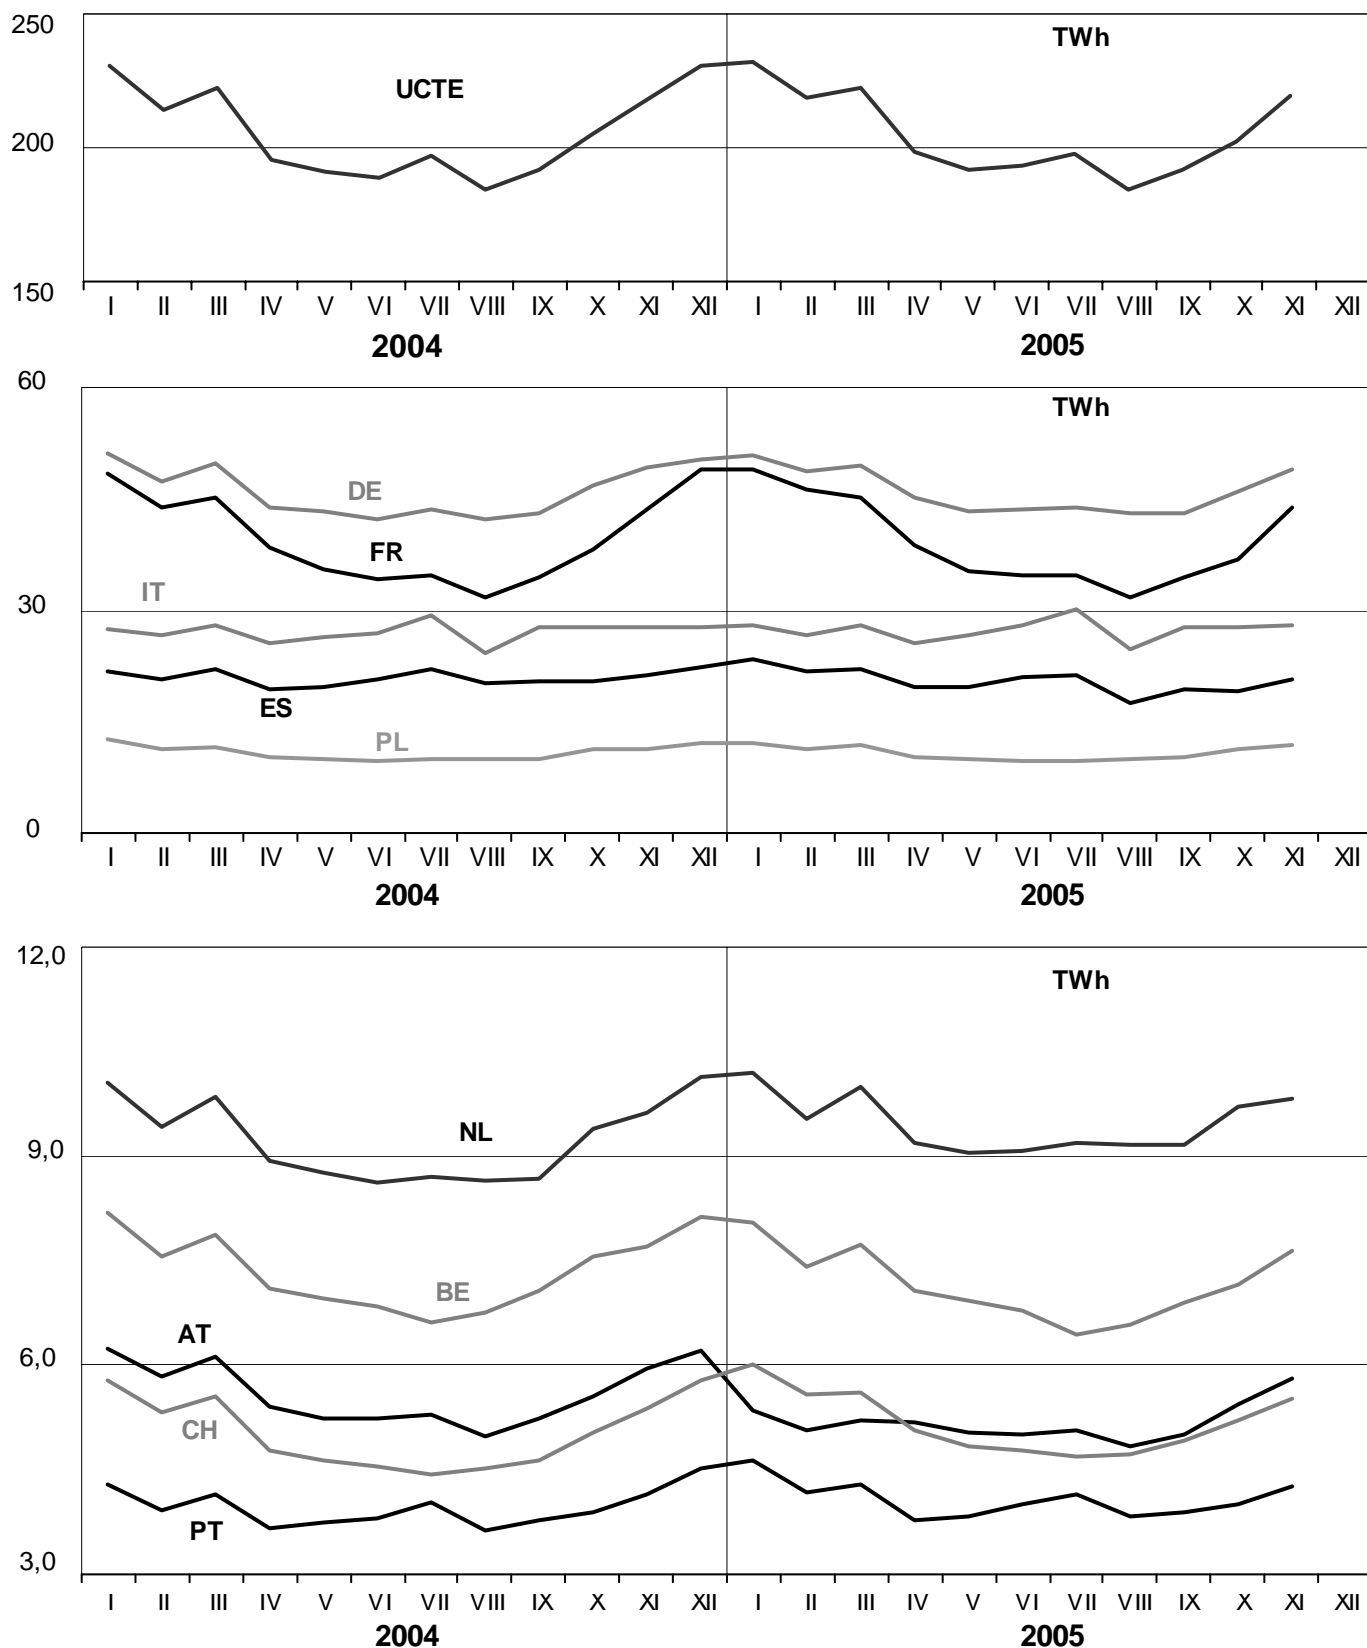 250
TWh
UCTE
200
150
I II III IV V VI VII VIII IX X XI XII I II III IV V VI VII VIII IX X XI XII
2004 2005
60
TWh
DE
FR
IT
30
ES
PL
0
I II III IV V VI VII VIII IX X XI XII I II III IV V VI VII VIII IX X XI XII
2004 2005
12,0
TWh
NL
9,0
BE
AT
6,0
CH
PT
3,0
I II III IV V VI VII VIII IX X XI XII I II III IV V VI VII VIII IX X XI XII
2004 2005